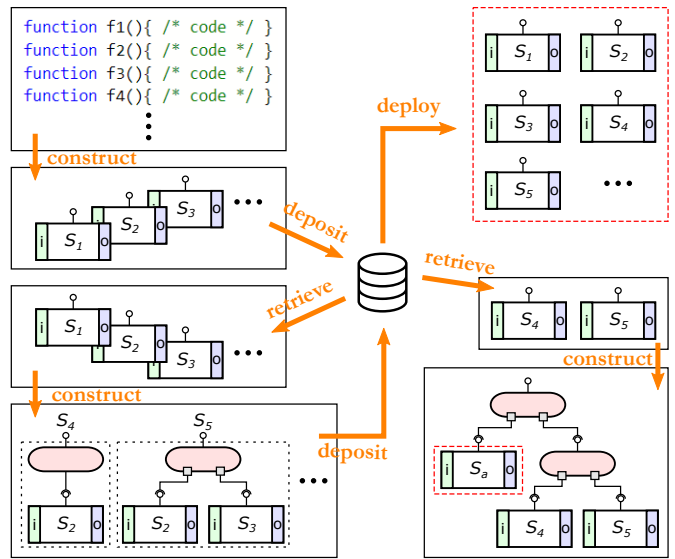 function f1(){ /* code */ }
function f2(){ /* code */ }
function f3(){ /* code */ }
function f4(){ /* code */ }
construct
i S1 o
i S2 o
i S3 o
deposit
deploy
i S1 o
i S2 o
i S3 o
i S4 o
i S5 o
retrieve
i S1 o
i S2 o
i S3 o
construct
retrieve
i S4 o
i S5 o
construct
S4
S5
i S2 o
i S2 o
i S3 o
deposit
i Sa o
i S4 o
i S5 o